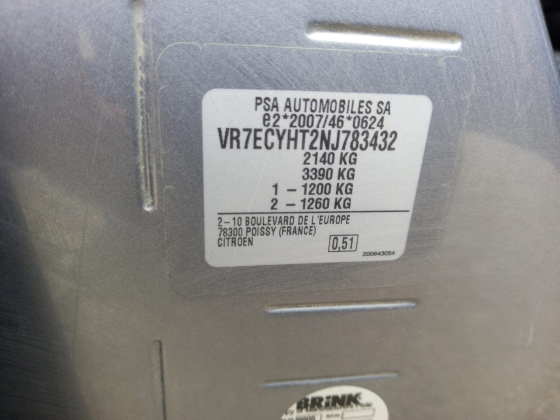 PSA AUTOMOBILES SA
e2*2007/46*0624
VR7ECYHT2NJ783432
2140 KG
3390 KG
1 – 1200 KG
2 – 1260 KG
2 – 10 BOULEVARD DE L'EUROPE
78300 POISSY (FRANCE)
CITROEN
0,51
BRINK